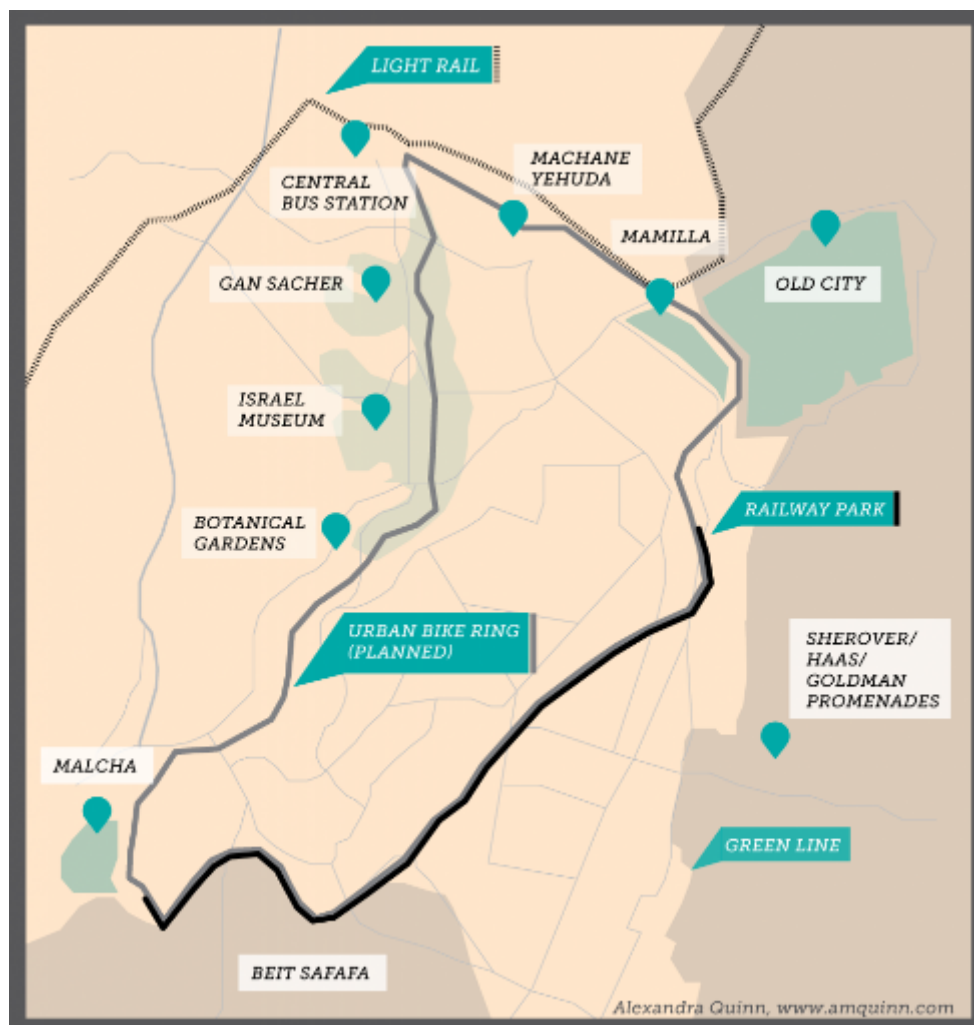 LIGHT RAIL
MACHANE
YEHUDA
CENTRAL
BUS STATION
MAMILLA
GAN SACHER
OLD CITY
ISRAEL
MUSEUM
RAILWAY PARK
BOTANICAL
GARDENS
URBAN BIKE RING
(PLANNED)
SHEROVER/
HAAS/
GOLDMAN
PROMENADES
MALCHA
GREEN LINE
BEIT SAFAFA
Alexandra Quinn, www.amquinn.com